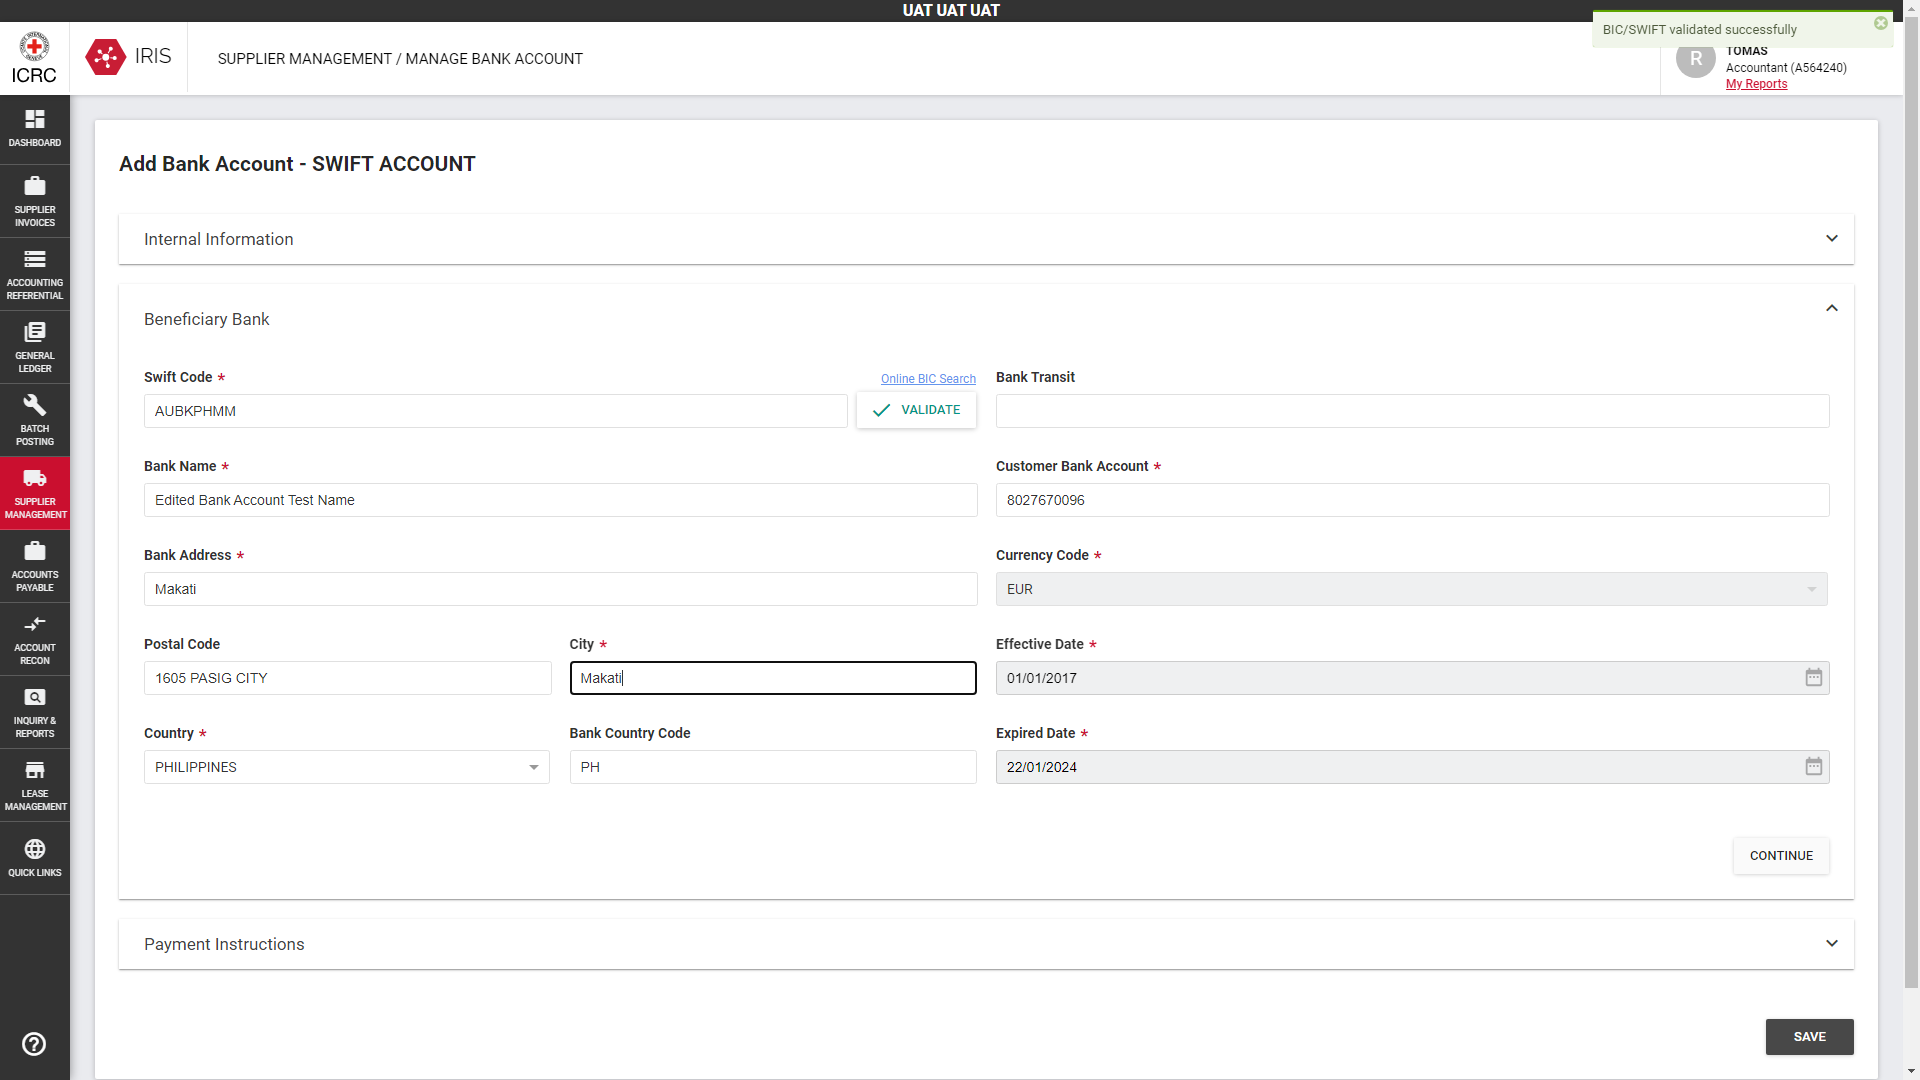 UAT UAT UAT
BIC/SWIFT validated successfully
ICRC
IRIS
SUPPLIER MANAGEMENT / MANAGE BANK ACCOUNT
R
TOMAS
Accountant (A564240)
My Reports
DASHBOARD
SUPPLIER
INVOICES
ACCOUNTING
REFERENTIAL
GENERAL
LEDGER
BATCH
POSTING
SUPPLIER
MANAGEMENT
ACCOUNTS
PAYABLE
ACCOUNT
RECON
INQUIRY &
REPORTS
LEASE
MANAGEMENT
QUICK LINKS
Add Bank Account - SWIFT ACCOUNT
Internal Information
Beneficiary Bank
Swift Code *
Online BIC Search
AUBKPHMM
VALIDATE
Bank Transit
Bank Name *
Edited Bank Account Test Name
Customer Bank Account *
8027670096
Bank Address *
Makati
Currency Code *
EUR
Postal Code
1605 PASIG CITY
City *
Makati
Effective Date *
01/01/2017
Country *
PHILIPPINES
Bank Country Code
PH
Expired Date *
22/01/2024
CONTINUE
Payment Instructions
SAVE